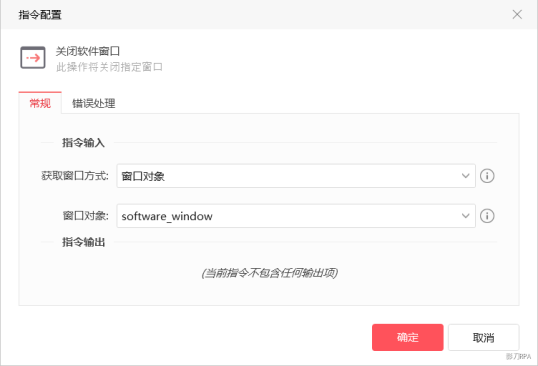 指令配置
关闭软件窗口
此操作将关闭指定窗口
常规 错误处理
指令输入
获取窗口方式: 窗口对象
窗口对象: software_window
指令输出
(当前指令不包含任何输出项)
确定 取消
影刀RPA